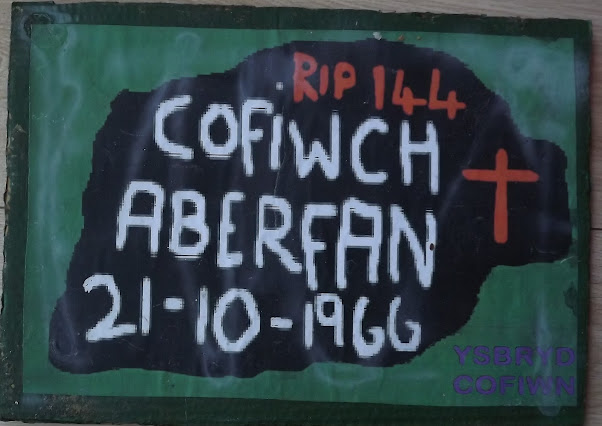 RIP 144
COFIWCH
ABERFAN
21-10-1966
YSBRYD
COFIWN